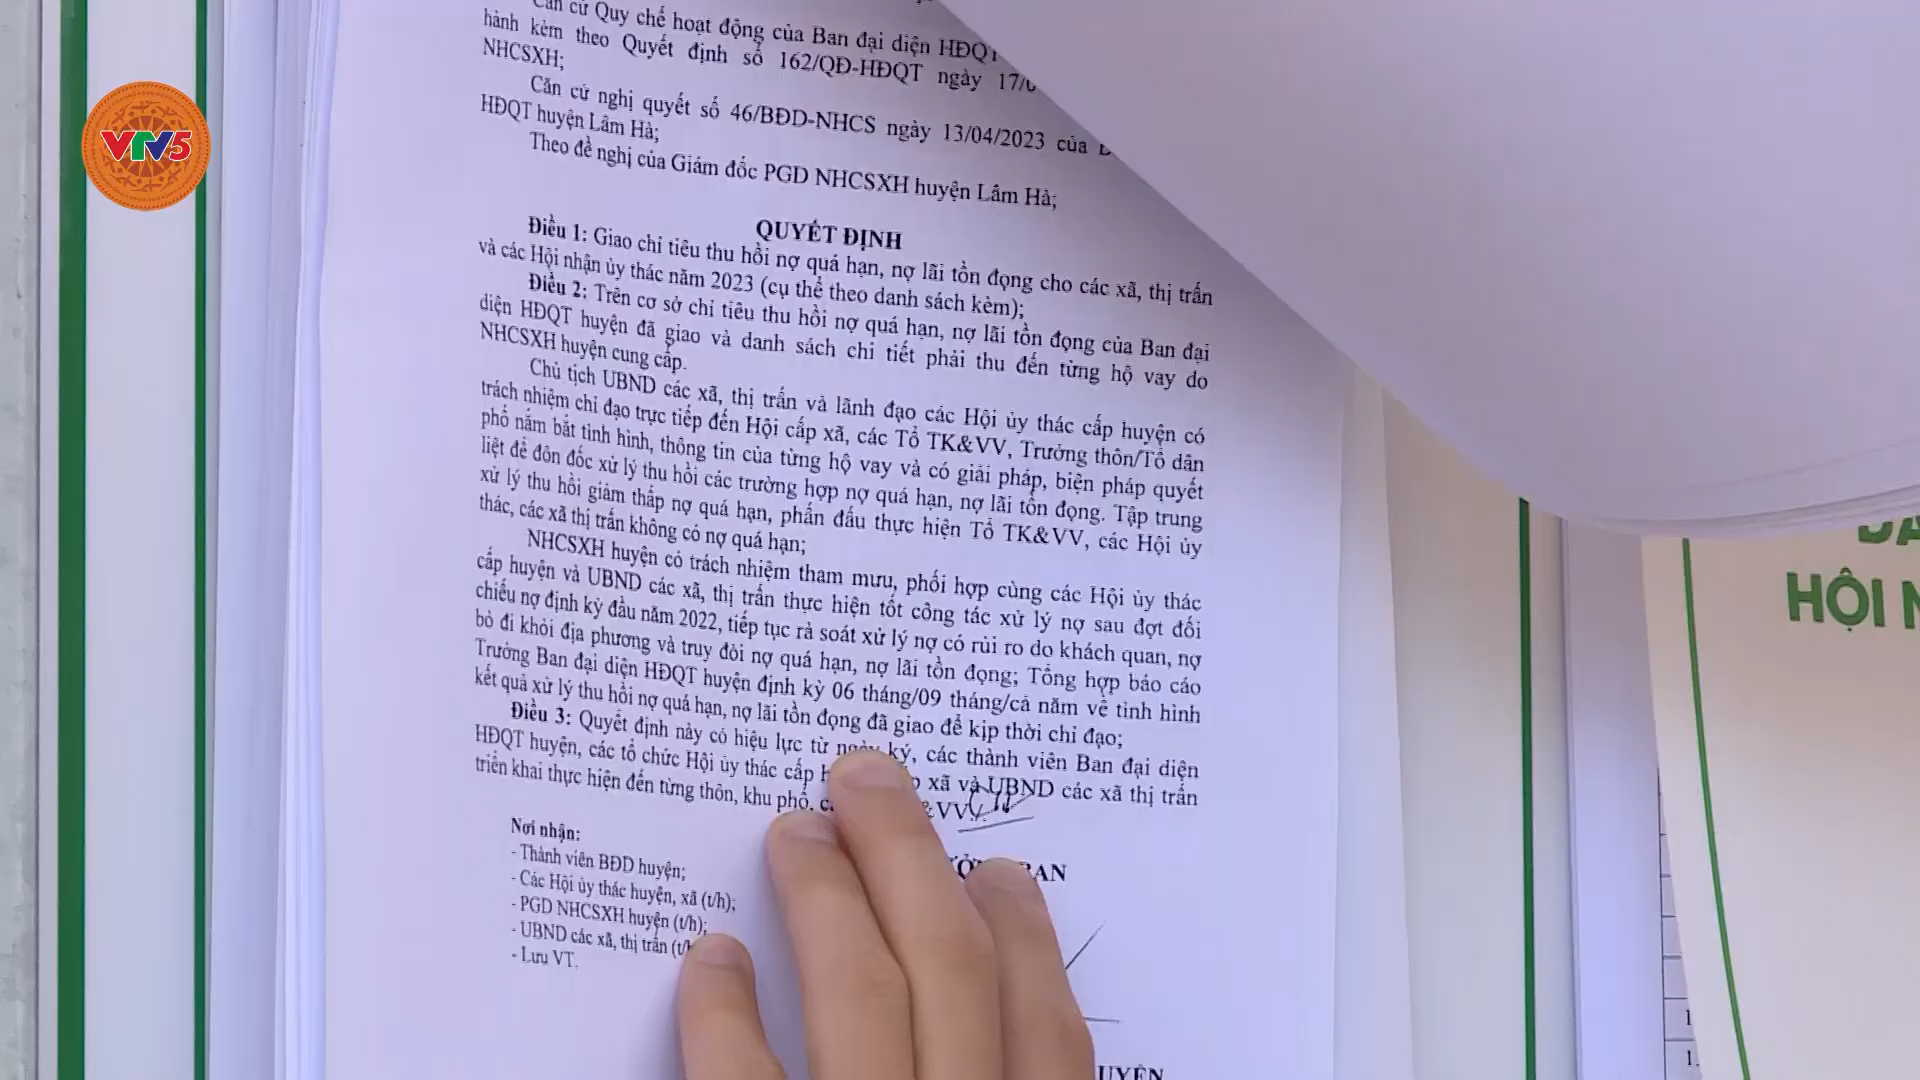 VTV5
Căn cứ Quy chế hoạt động của Ban đại diện HĐQT
hành kèm theo Quyết định số 162/QĐ-HĐQT ngày
NHCSXH;
Căn cứ nghị quyết số 46/BĐD-NHCS ngày 13/04/2023 của
HĐQT huyện Lâm Hà;
Theo đề nghị của Giám đốc PGD NHCSXH huyện Lâm Hà;
QUYẾT ĐỊNH
Điều 1: Giao chỉ tiêu thu hồi nợ quá hạn, nợ lãi tồn đọng cho các xã, thị trấn
và các Hội nhận ủy thác năm 2023 (cụ thể theo danh sách kèm);
Điều 2: Trên cơ sở chỉ tiêu thu hồi nợ quá hạn, nợ lãi tồn đọng của Ban đại
diện HĐQT huyện đã giao và danh sách chi tiết phải thu đến từng hộ vay do
NHCSXH huyện cung cấp.
Chủ tịch UBND các xã, thị trấn và lãnh đạo các Hội ủy thác cấp huyện có
trách nhiệm chỉ đạo trực tiếp đến Hội cấp xã, các Tổ TK&VV, Trưởng thôn/Tổ dân
phố nắm bắt tình hình, thông tin của từng hộ vay và có giải pháp, biện pháp quyết
liệt để đôn đốc xử lý thu hồi các trường hợp nợ quá hạn, nợ lãi tồn đọng. Tập trung
xử lý thu hồi giảm thấp nợ quá hạn, phấn đấu thực hiện Tổ TK&VV, các Hội ủy
thác, các xã thị trấn không có nợ quá hạn;
NHCSXH huyện có trách nhiệm tham mưu, phối hợp cùng các Hội ủy thác
cấp huyện và UBND các xã, thị trấn thực hiện tốt công tác xử lý nợ sau đợt đối
chiếu nợ định kỳ đầu năm 2022, tiếp tục rà soát xử lý nợ có rủi ro do khách quan, nợ
bỏ đi khỏi địa phương và truy đòi nợ quá hạn, nợ lãi tồn đọng; Tổng hợp báo cáo
Trưởng Ban đại diện HĐQT huyện định kỳ 06 tháng/09 tháng/cả năm về tình hình
kết quả xử lý thu hồi nợ quá hạn, nợ lãi tồn đọng đã giao để kịp thời chỉ đạo;
Điều 3: Quyết định này có hiệu lực từ ngày ký, các thành viên Ban đại diện
HĐQT huyện, các tổ chức Hội ủy thác cấp xã và UBND các xã thị trấn
triển khai thực hiện đến từng thôn, khu phố, &VV./.
Nơi nhận:
- Thành viên BĐD huyện;
- Các Hội ủy thác huyện, xã (t/h);
- PGD NHCSXH huyện (t/h);
- UBND các xã, thị trấn
- Lưu VT.
BAN
HỘI